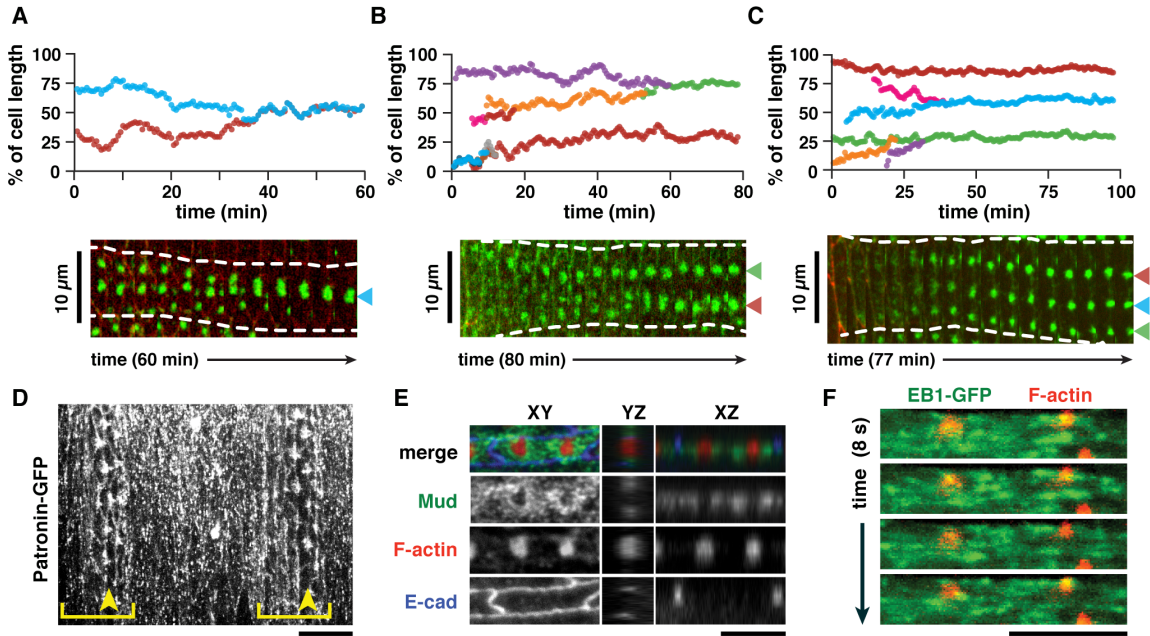 A
B
C
% of cell length
100
75
50
25
0
0
20
40
60
time (min)
% of cell length
100
75
50
25
0
0
20
40
60
80
time (min)
% of cell length
100
75
50
25
0
0
25
50
75
100
time (min)
10 µm
time (60 min)
10 µm
time (80 min)
10 µm
time (77 min)
D
Patronin-GFP
E
XY YZ XZ
merge
Mud
F-actin
E-cad
F
EB1-GFP F-actin
time (8 s)